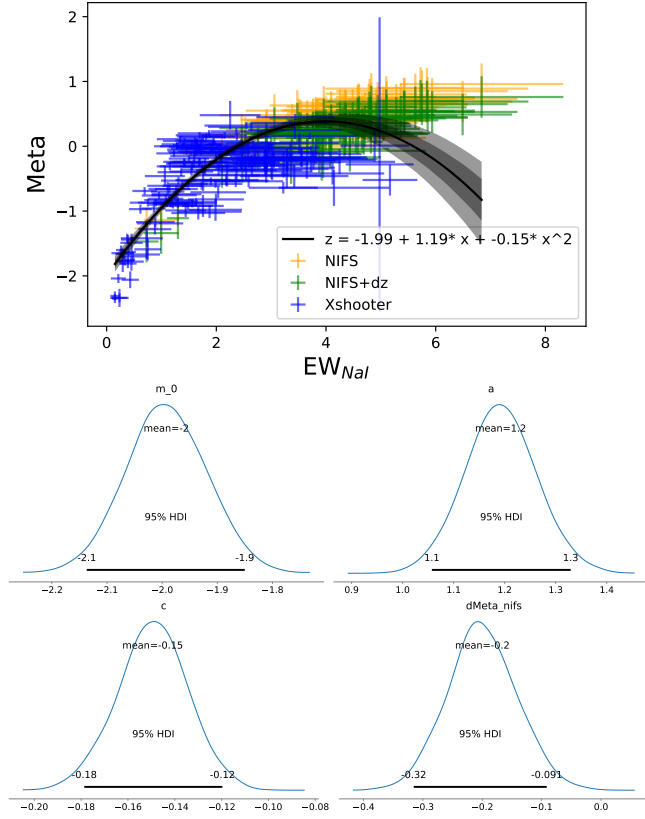 2
1
0
−1
−2
Meta
z = -1.99 + 1.19* x + -0.15* x^2
NIFS
NIFS+dz
Xshooter
0 2 4 6 8
EW_NaI
m_0
mean=-2
95% HDI
-2.1 -1.9
−2.2 −2.1 −2.0 −1.9 −1.8
a
mean=1.2
95% HDI
1.1 1.3
0.9 1.0 1.1 1.2 1.3 1.4
c
mean=-0.15
95% HDI
-0.18 -0.12
−0.20 −0.18 −0.16 −0.14 −0.12 −0.10 −0.08
dMeta_nifs
mean=-0.2
95% HDI
-0.32 -0.091
−0.4 −0.3 −0.2 −0.1 0.0